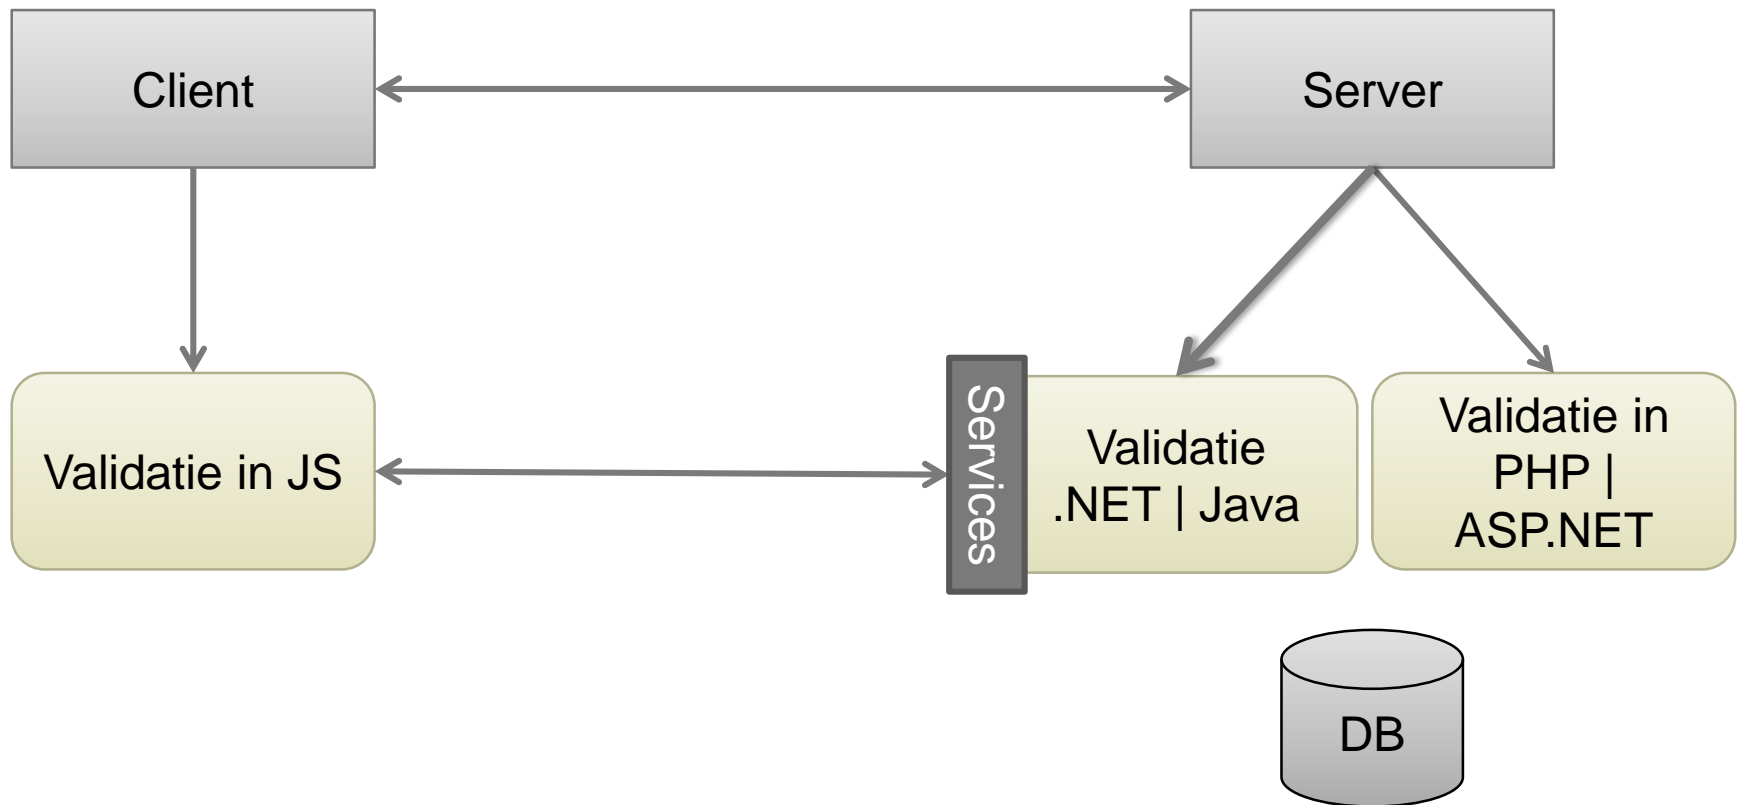 Client
Server
Validatie in JS
Services
Validatie
.NET | Java
Validatie in
PHP |
ASP.NET
DB